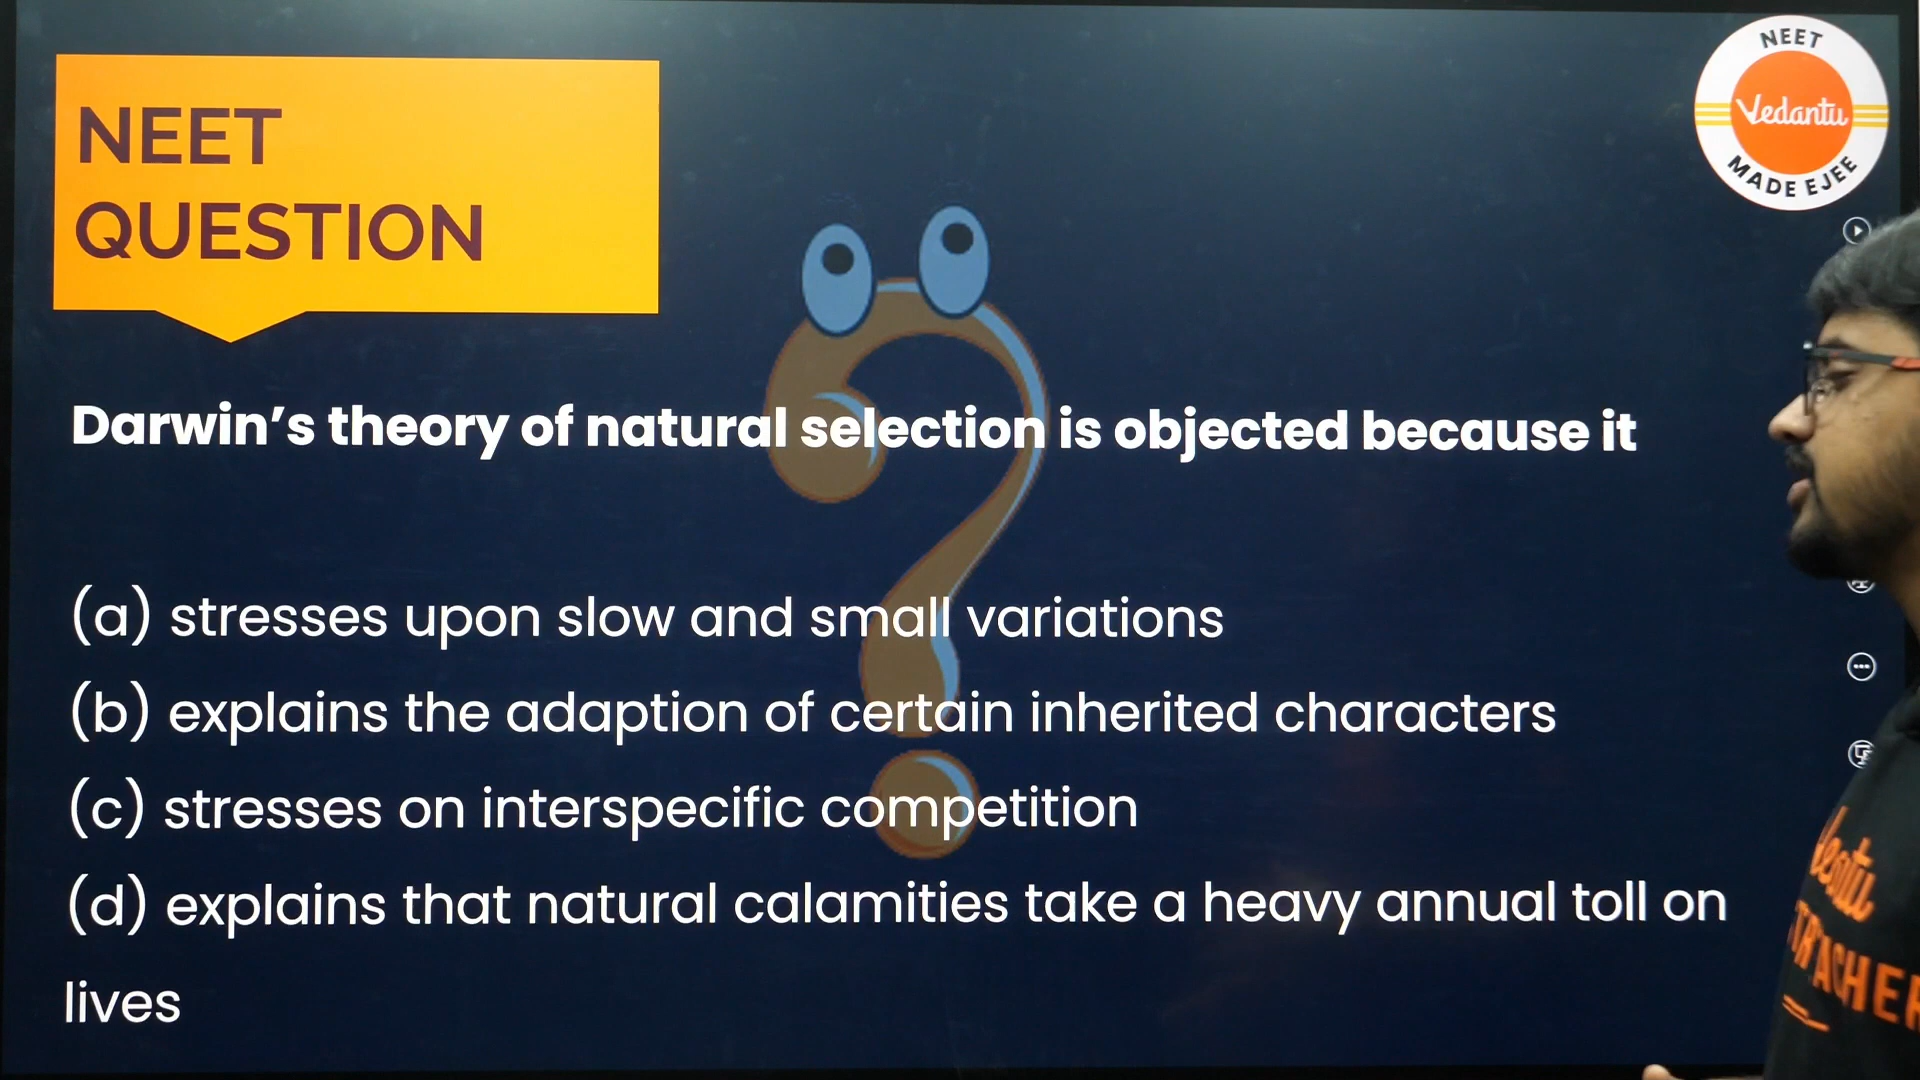 NEET
QUESTION
NEET
Vedantu
MADE EJEE
Darwin's theory of natural selection is objected because it
(a) stresses upon slow and small variations
(b) explains the adaption of certain inherited characters
(c) stresses on interspecific competition
(d) explains that natural calamities take a heavy annual toll on
lives